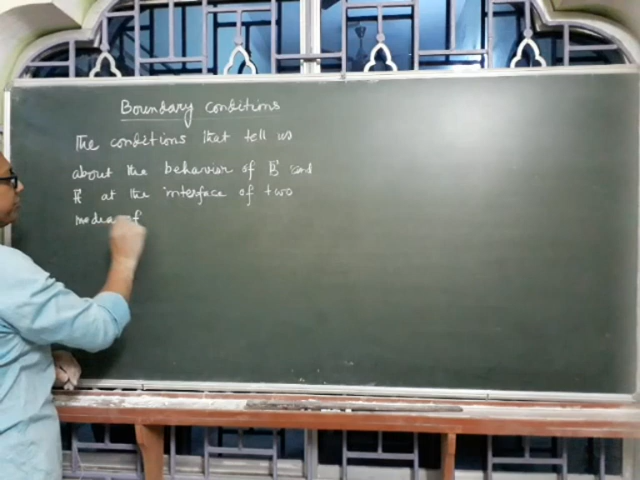 Boundary conditions
The conditions that tell us
about the behavior of B⃗ and
H⃗ at the interface of two
media of